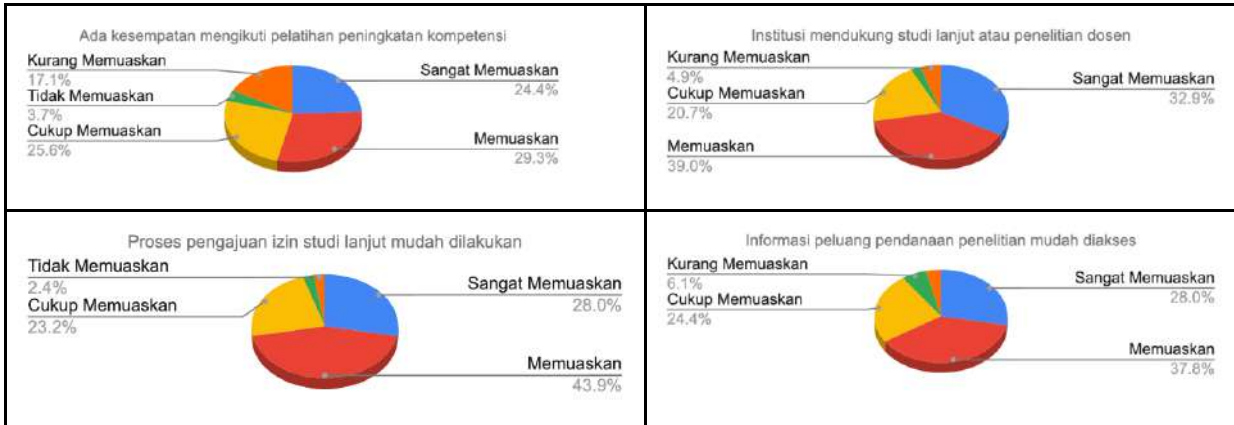 Ada kesempatan mengikuti pelatihan peningkatan kompetensi
Kurang Memuaskan
17.1%
Tidak Memuaskan
3.7%
Cukup Memuaskan
25.6%
Sangat Memuaskan
24.4%
Memuaskan
29.3%
Institusi mendukung studi lanjut atau penelitian dosen
Kurang Memuaskan
4.9%
Cukup Memuaskan
20.7%
Memuaskan
39.0%
Sangat Memuaskan
32.9%
Proses pengajuan izin studi lanjut mudah dilakukan
Tidak Memuaskan
2.4%
Cukup Memuaskan
23.2%
Sangat Memuaskan
28.0%
Memuaskan
43.9%
Informasi peluang pendanaan penelitian mudah diakses
Kurang Memuaskan
6.1%
Cukup Memuaskan
24.4%
Sangat Memuaskan
28.0%
Memuaskan
37.8%